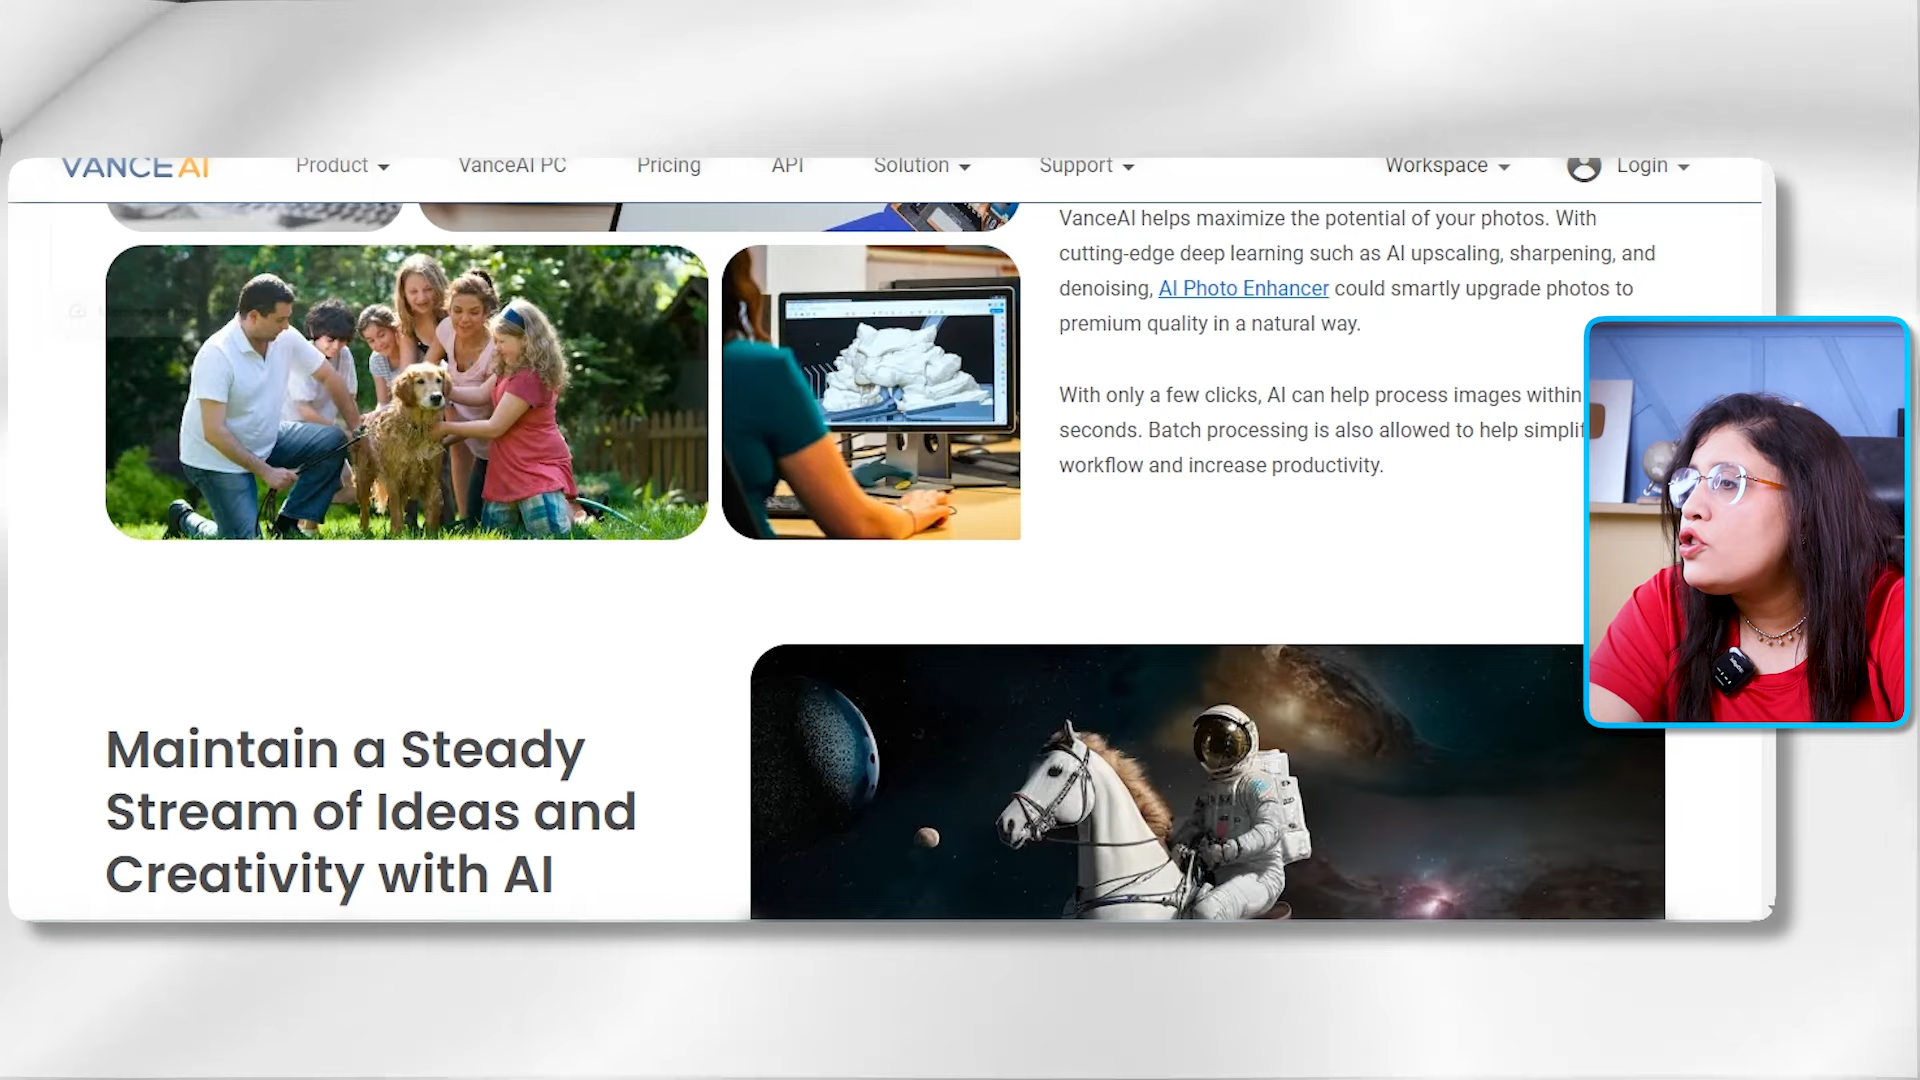 VANCE AI
Product
VanceAI PC
Pricing
API
Solution
Support
Workspace
Login
VanceAI helps maximize the potential of your photos. With
cutting-edge deep learning such as AI upscaling, sharpening, and
denoising, AI Photo Enhancer could smartly upgrade photos to
premium quality in a natural way.
With only a few clicks, AI can help process images within
seconds. Batch processing is also allowed to help
workflow and increase productivity.
Maintain a Steady
Stream of Ideas and
Creativity with AI